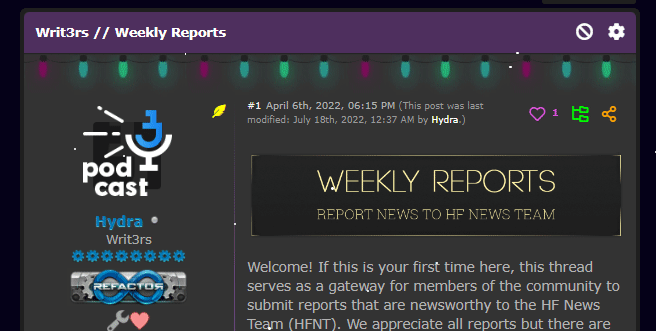 Writ3rs // Weekly Reports
#1 April 6th, 2022, 06:15 PM (This post was last
modified: July 18th, 2022, 12:37 AM by Hydra.)
1
pod
cast
Hydra
Writ3rs
REFACTOR
WEEKLY REPORTS
REPORT NEWS TO HF NEWS TEAM
Welcome! If this is your first time here, this thread
serves as a gateway for members of the community to
submit reports that are newsworthy to the HF News
Team (HFNT). We appreciate all reports but there are